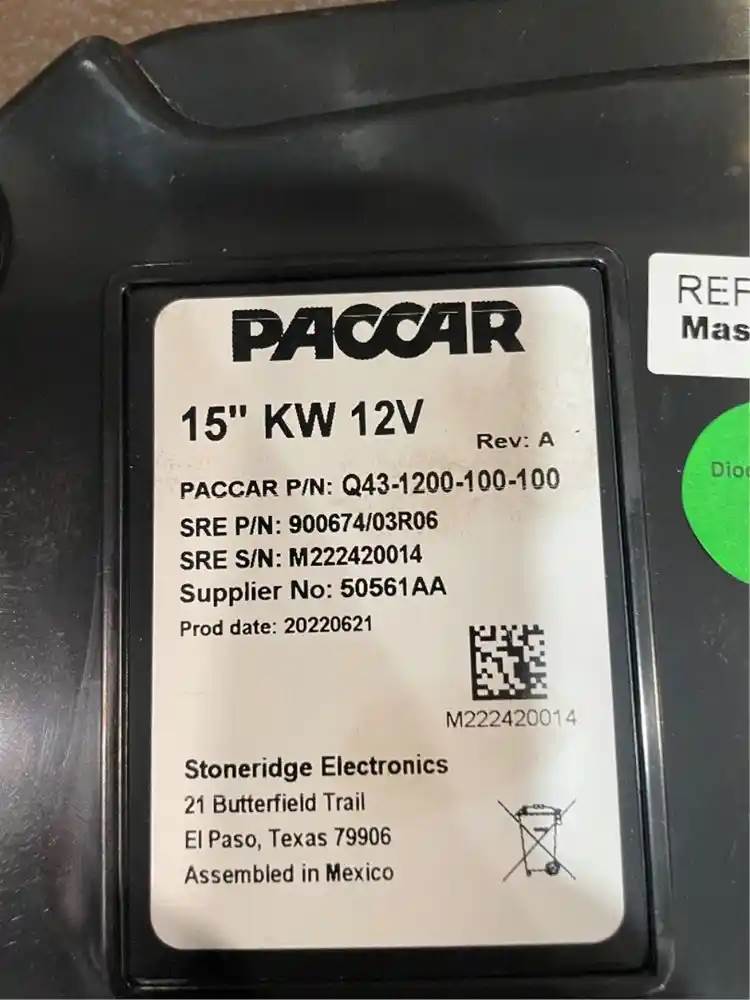 PACCAR
15" KW 12V
Rev: A
PACCAR P/N: Q43-1200-100-100
SRE P/N: 900674/03R06
SRE S/N: M222420014
Supplier No: 50561AA
Prod date: 20220621
M222420014
Stoneridge Electronics
21 Butterfield Trail
El Paso, Texas 79906
Assembled in Mexico
REF
Mas